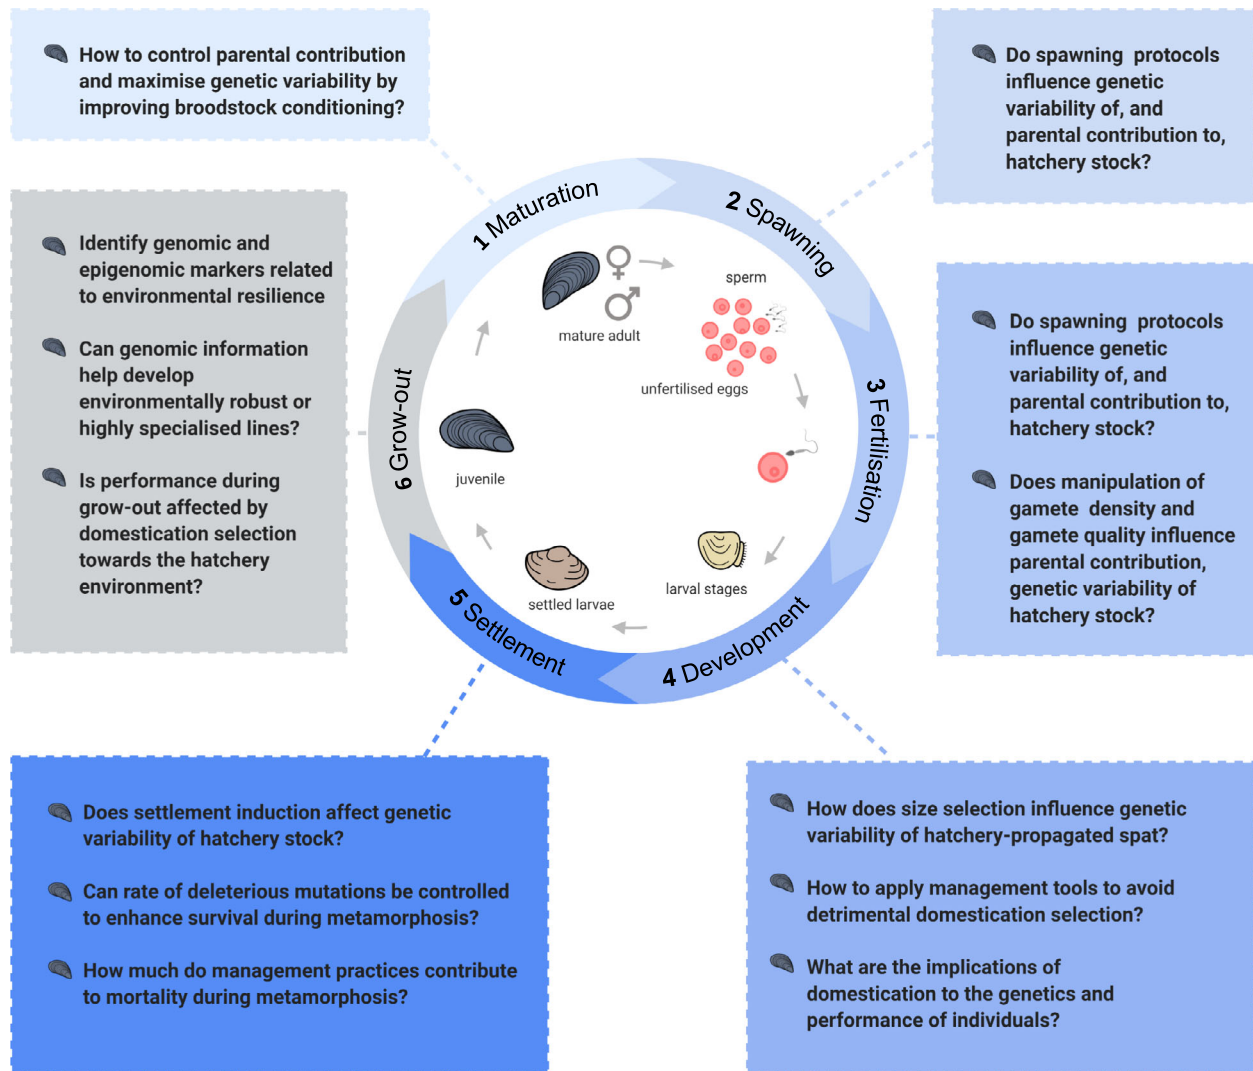 How to control parental contribution
and maximise genetic variability by
improving broodstock conditioning?
Do spawning protocols
influence genetic
variability of, and
parental contribution to,
hatchery stock?
Identify genomic and
epigenomic markers related
to environmental resilience
Can genomic information
help develop
environmentally robust or
highly specialised lines?
Is performance during
grow-out affected by
domestication selection
towards the hatchery
environment?
1 Maturation
2 Spawning
3 Fertilisation
4 Development
5 Settlement
6 Grow-out
mature adult
sperm
unfertilised eggs
larval stages
settled larvae
juvenile
Do spawning protocols
influence genetic
variability of, and
parental contribution to,
hatchery stock?
Does manipulation of
gamete density and
gamete quality influence
parental contribution,
genetic variability of
hatchery stock?
Does settlement induction affect genetic
variability of hatchery stock?
Can rate of deleterious mutations be controlled
to enhance survival during metamorphosis?
How much do management practices contribute
to mortality during metamorphosis?
How does size selection influence genetic
variability of hatchery-propagated spat?
How to apply management tools to avoid
detrimental domestication selection?
What are the implications of
domestication to the genetics and
performance of individuals?